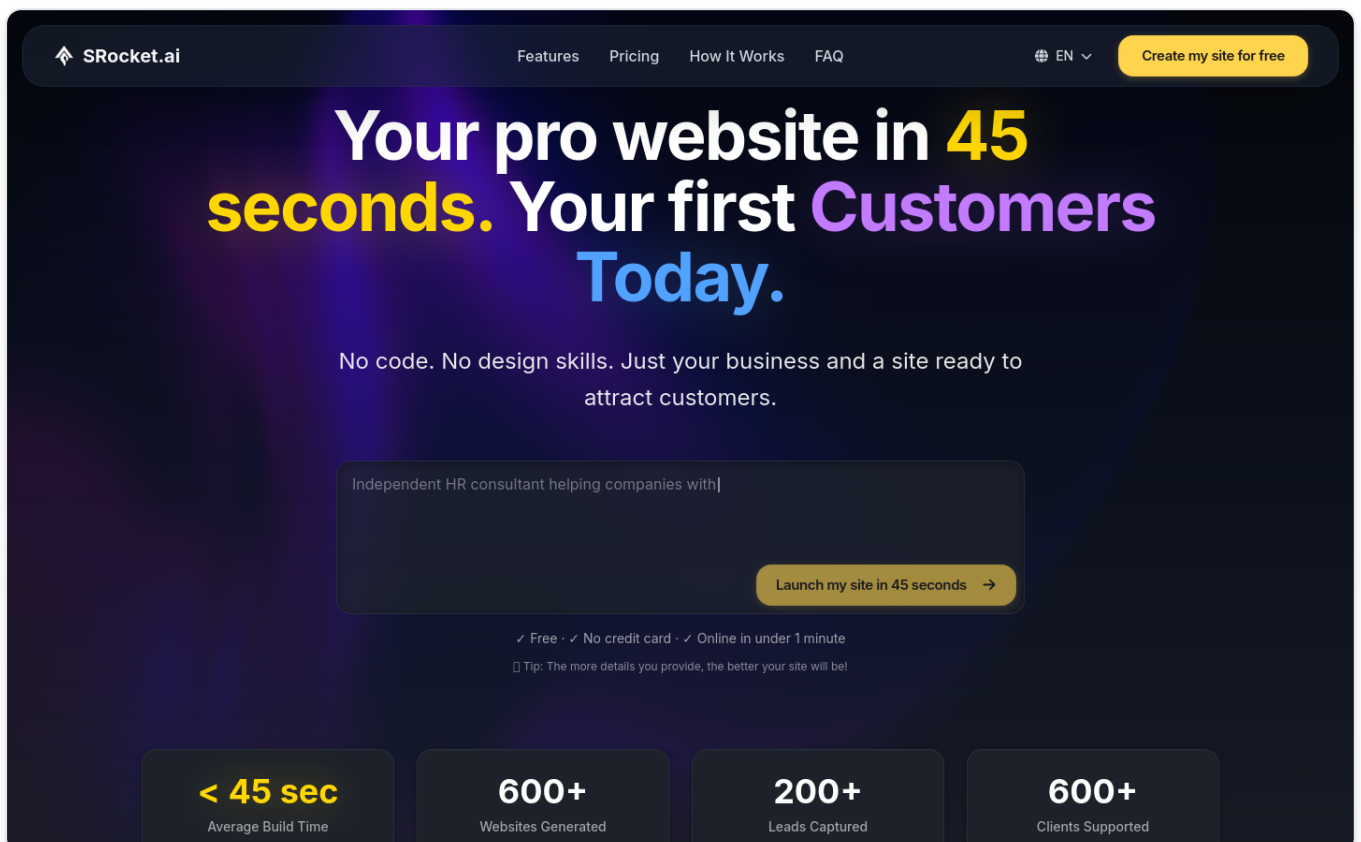 SRocket.ai
Features
Pricing
How It Works
FAQ
EN
Create my site for free
Your pro website in 45
seconds. Your first Customers
Today.
No code. No design skills. Just your business and a site ready to
attract customers.
Independent HR consultant helping companies with
Launch my site in 45 seconds →
✓ Free · ✓ No credit card · ✓ Online in under 1 minute
Tip: The more details you provide, the better your site will be!
< 45 sec
Average Build Time
600+
Websites Generated
200+
Leads Captured
600+
Clients Supported